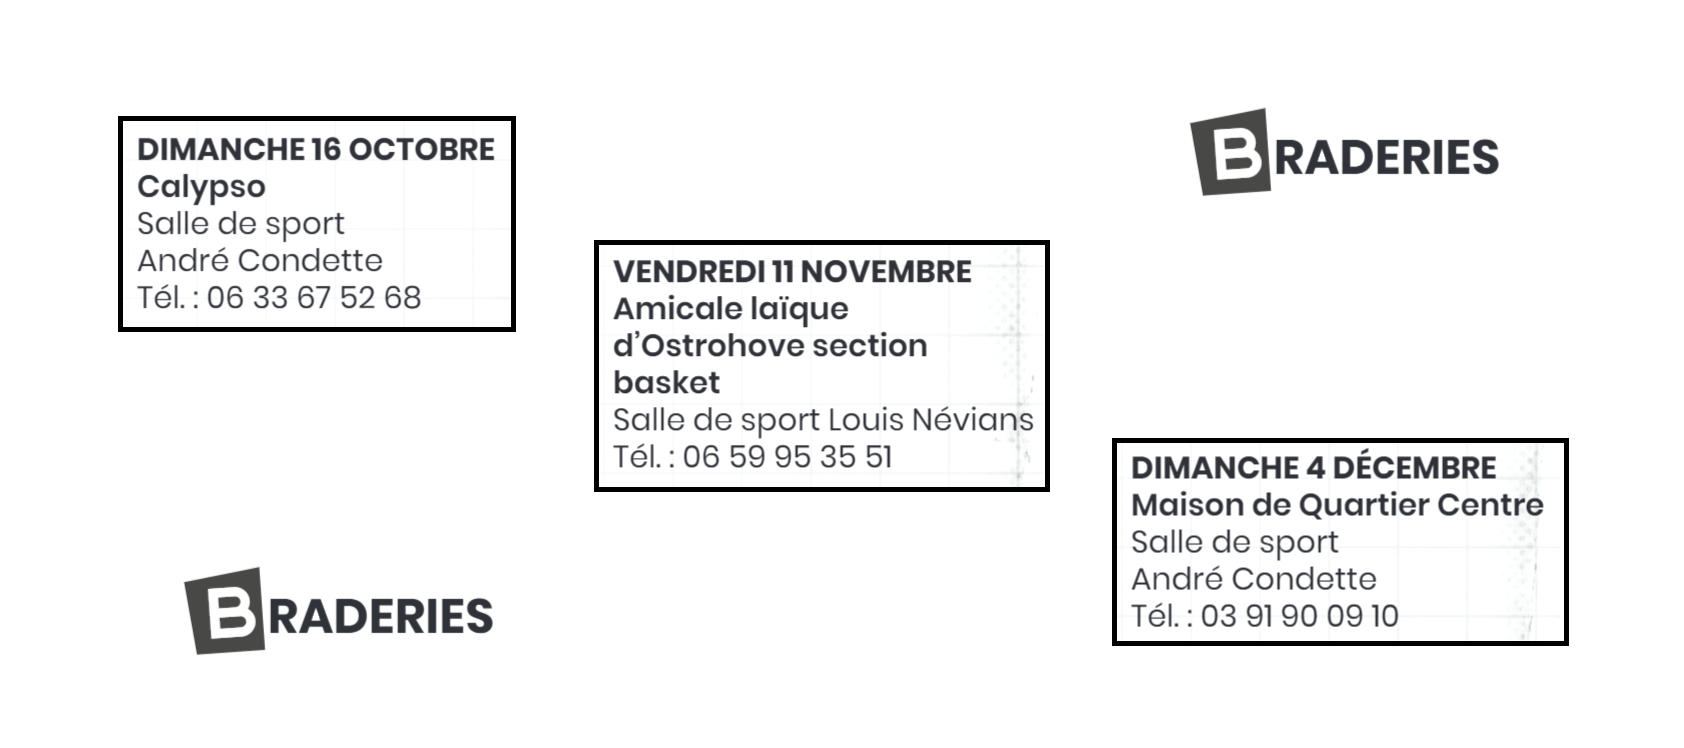 DIMANCHE 16 OCTOBRE
Calypso
Salle de sport
André Condette
Tél. : 06 33 67 52 68
BRADERIES
VENDREDI 11 NOVEMBRE
Amicale laïque
d’Ostrohove section
basket
Salle de sport Louis Névians
Tél. : 06 59 95 35 51
DIMANCHE 4 DÉCEMBRE
Maison de Quartier Centre
Salle de sport
André Condette
Tél. : 03 91 90 09 10
BRADERIES